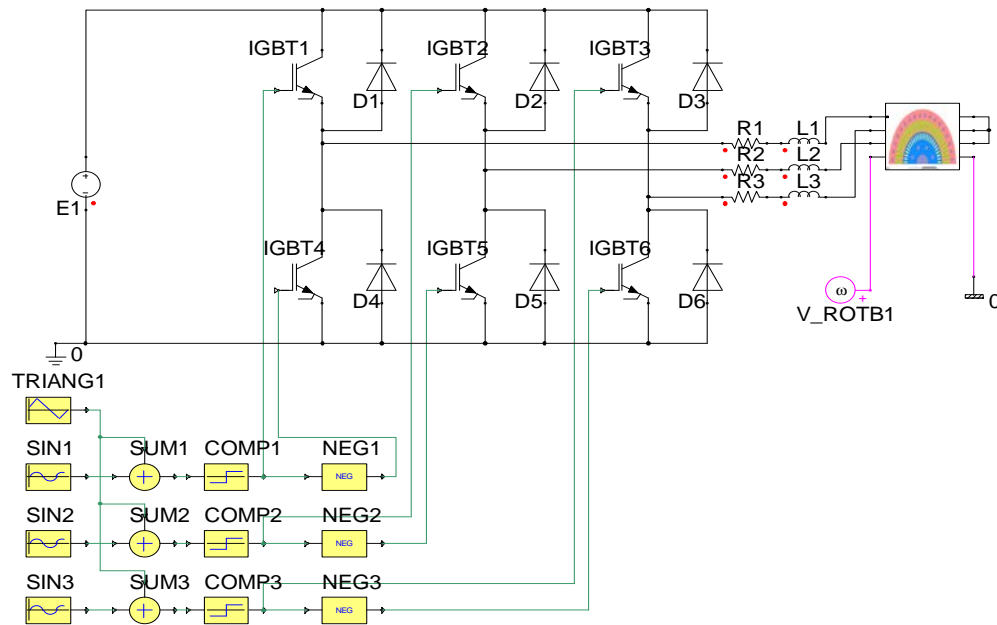 IGBT1 IGBT2 IGBT3
D1 D2 D3
R1 L1
R2 L2
R3 L3
+
-
E1
IGBT4 IGBT5 IGBT6
D4 D5 D6
ω
+
V_ROTB1
0
0
TRIANG1
SIN1 SUM1 COMP1 NEG1
+ NEG
SIN2 SUM2 COMP2 NEG2
+ NEG
SIN3 SUM3 COMP3 NEG3
+ NEG